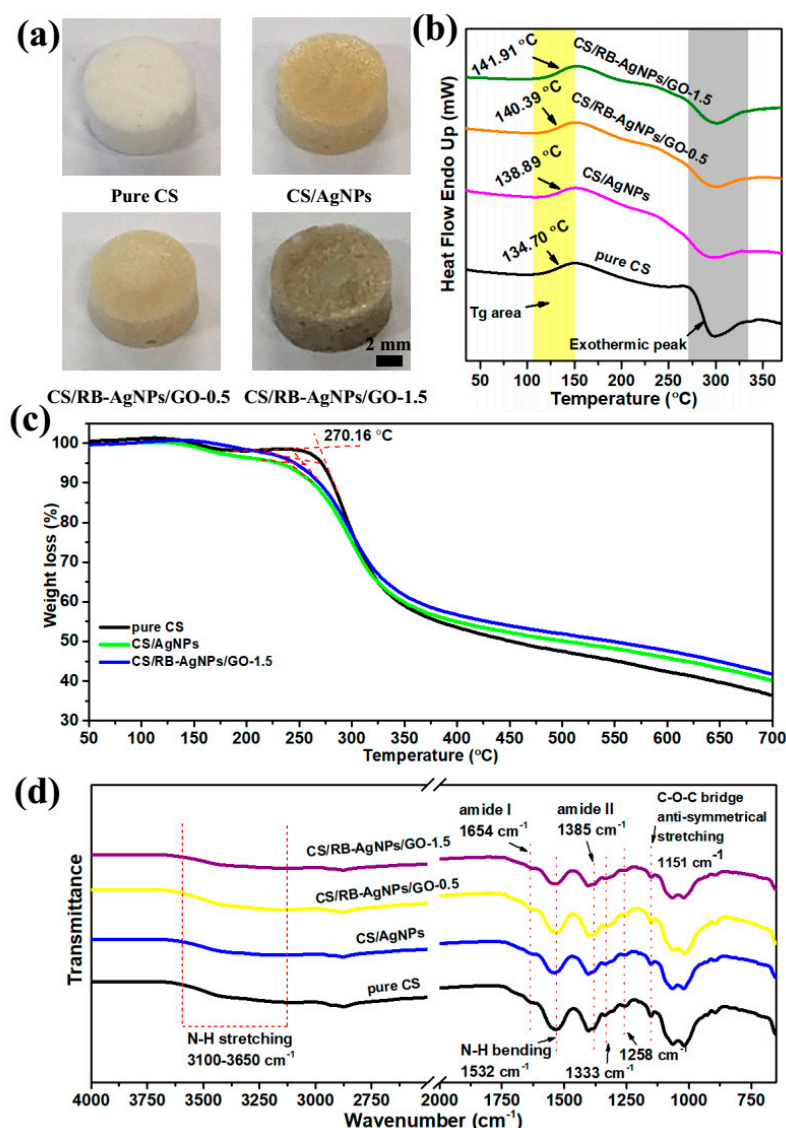 (a)
Pure CS
CS/AgNPs
CS/RB-AgNPs/GO-0.5
CS/RB-AgNPs/GO-1.5
2 mm
(b)
Heat Flow Endo Up (mW)
141.91 °C
CS/RB-AgNPs/GO-1.5
140.39 °C
CS/RB-AgNPs/GO-0.5
138.89 °C
CS/AgNPs
134.70 °C
pure CS
Tg area
Exothermic peak
50 100 150 200 250 300 350
Temperature (°C)
(c)
Weight loss (%)
100
90
80
70
60
50
40
30
270.16 °C
pure CS
CS/AgNPs
CS/RB-AgNPs/GO-1.5
50 100 150 200 250 300 350 400 450 500 550 600 650 700
Temperature (°C)
(d)
Transmittance
amide I
1654 cm-1
amide II
1385 cm-1
C-O-C bridge
anti-symmetrical
stretching
1151 cm-1
CS/RB-AgNPs/GO-1.5
CS/RB-AgNPs/GO-0.5
CS/AgNPs
pure CS
N-H stretching
3100-3650 cm-1
N-H bending
1532 cm-1
1333 cm-1
1258 cm-1
4000 3750 3500 3250 3000 2750 2500 2000 1750 1500 1250 1000 750
Wavenumber (cm-1)